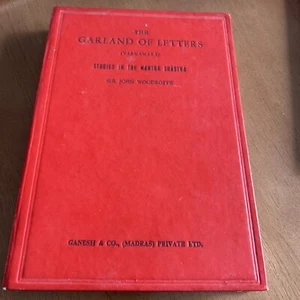 THE
GARLAND OF LETTERS
(VARNAMALA)
STUDIES IN THE MANTRA SHASTRA
SIR JOHN WOODROFFE
GANESH & CO., (MADRAS) PRIVATE LTD.